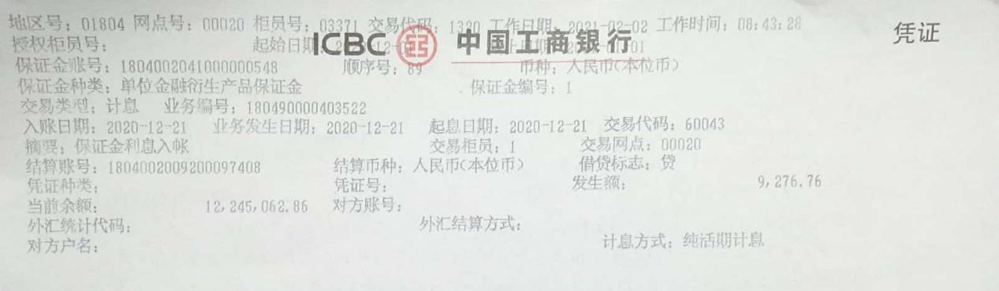 地区号：01804 网点号：00020 柜员号：03371 交易代码：1320 工作日期：2021-02-02 工作时间：08:43:28
ICBC 中国工商银行 凭证
授权柜员号： 起始日期
保证金账号：1804002041000000548 顺序号：89 币种：人民币(本位币)
保证金种类：单位金融衍生产品保证金 保证金编号：1
交易类型：计息 业务编号：180490000403522
入账日期：2020-12-21 业务发生日期：2020-12-21 起息日期：2020-12-21 交易代码：60043
摘要：保证金利息入帐 交易柜员：1 交易网点：00020
结算账号：1804002009200097408 结算币种：人民币(本位币) 借贷标志：贷
凭证种类： 凭证号： 发生额： 9,276.76
当前余额： 12,245,062.86 对方账号：
外汇统计代码： 外汇结算方式：
对方户名： 计息方式：纯活期计息